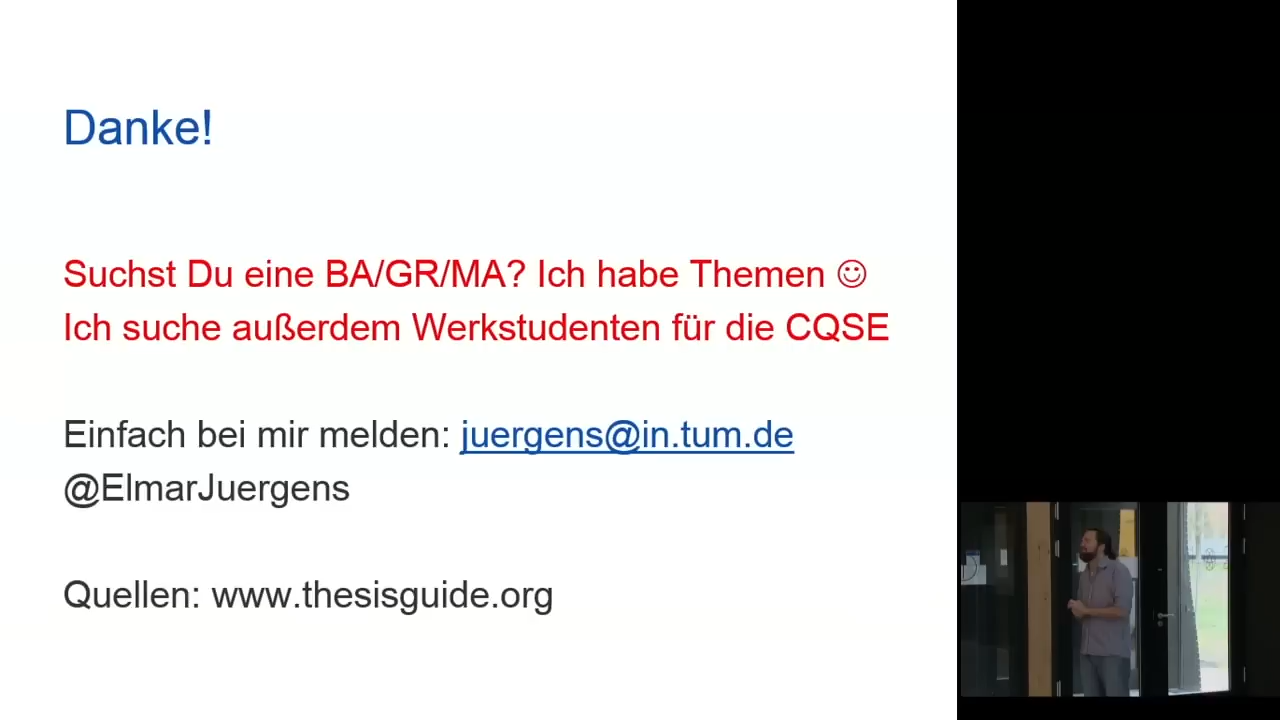 Danke!
Suchst Du eine BA/GR/MA? Ich habe Themen ☺
Ich suche außerdem Werkstudenten für die CQSE
Einfach bei mir melden: juergens@in.tum.de
@ElmarJuergens
Quellen: www.thesisguide.org